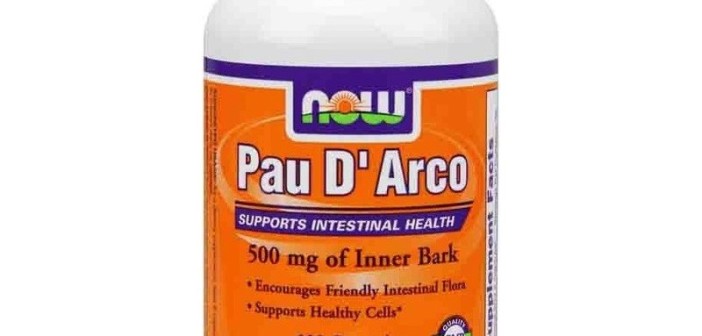 NOW®
Pau D' Arco
SUPPORTS INTESTINAL HEALTH
500 mg of Inner Bark
• Encourages Friendly Intestinal Flora
• Supports Healthy Cells*
QUALITY
Supplement Facts